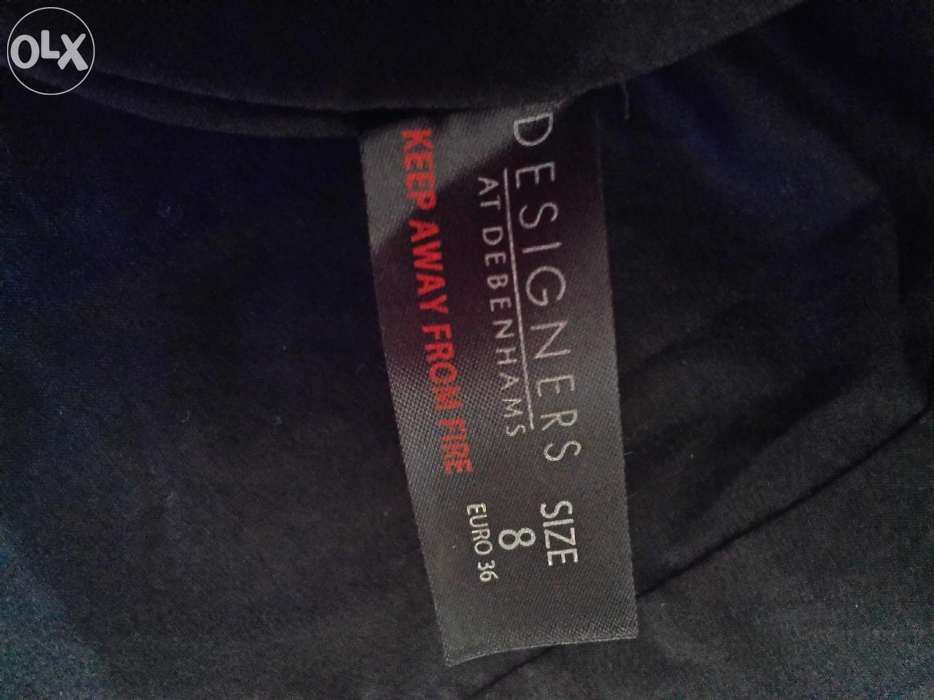 OLX
DESIGNERS
AT DEBENHAMS
KEEP AWAY FROM FIRE
SIZE
8
EURO 36